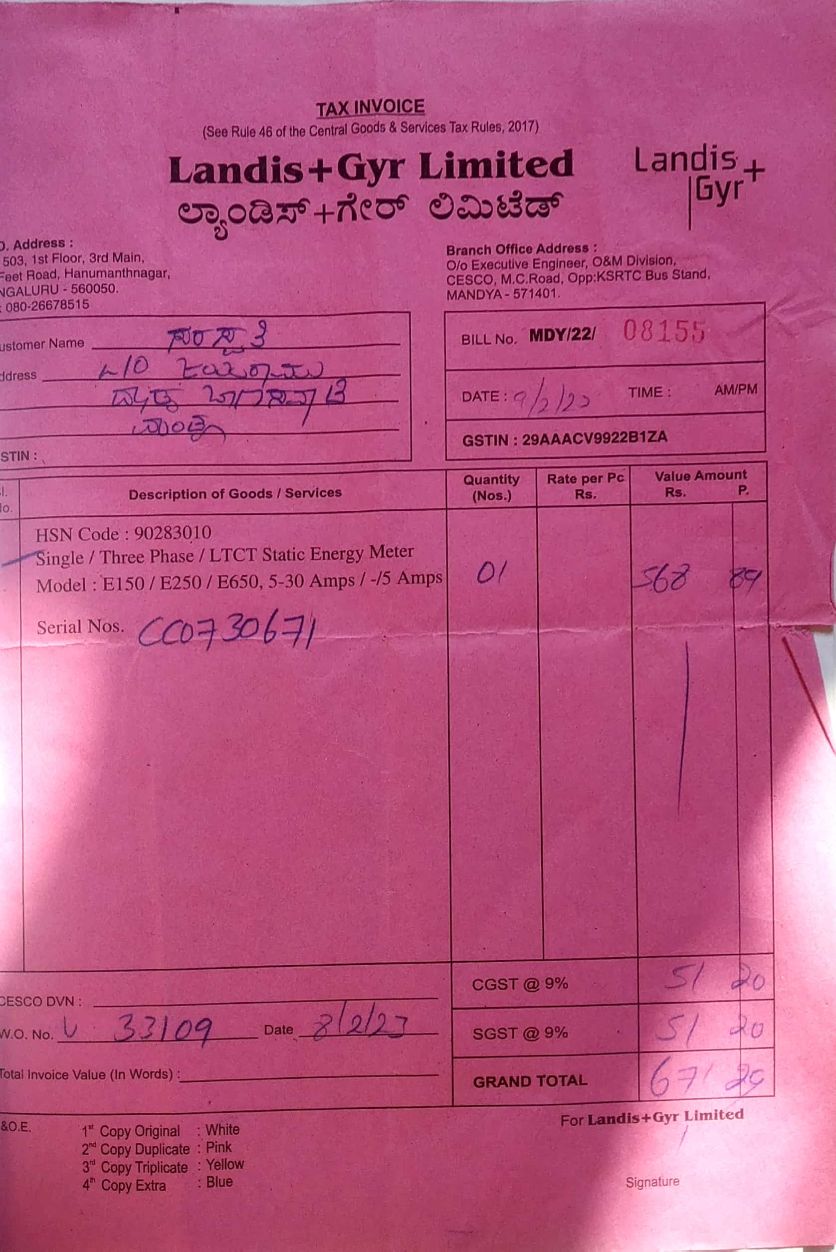 TAX INVOICE
(See Rule 46 of the Central Goods & Services Tax Rules, 2017)
Landis+Gyr Limited
ಲ್ಯಾಂಡಿಸ್+ಗೇರ್ ಲಿಮಿಟೆಡ್
Landis+
Gyr
O. Address :
503, 1st Floor, 3rd Main,
Feet Road, Hanumanthnagar,
NGALURU - 560050.
: 080-26678515
Branch Office Address :
O/o Executive Engineer, O&M Division,
CESCO, M.C.Road, Opp:KSRTC Bus Stand,
MANDYA - 571401.
ustomer Name
ddress
ಮಂಡ್ಯ
STIN :
BILL No. MDY/22/ 08155
DATE : 9/2/23 TIME : AM/PM
GSTIN : 29AAACV9922B1ZA
l. No. Description of Goods / Services Quantity (Nos.) Rate per Pc Rs. Value Amount Rs. P.
HSN Code : 90283010
Single / Three Phase / LTCT Static Energy Meter
Model : E150 / E250 / E650, 5-30 Amps / -/5 Amps 01 568 89
Serial Nos. CC0730671
CGST @ 9% 51 20
CESCO DVN :
W.O. No. 33109 Date 8/2/23
SGST @ 9% 51 20
Total Invoice Value (In Words) :
GRAND TOTAL 671 29
&O.E.
1st Copy Original : White
2nd Copy Duplicate : Pink
3rd Copy Triplicate : Yellow
4th Copy Extra : Blue
For Landis+Gyr Limited
Signature